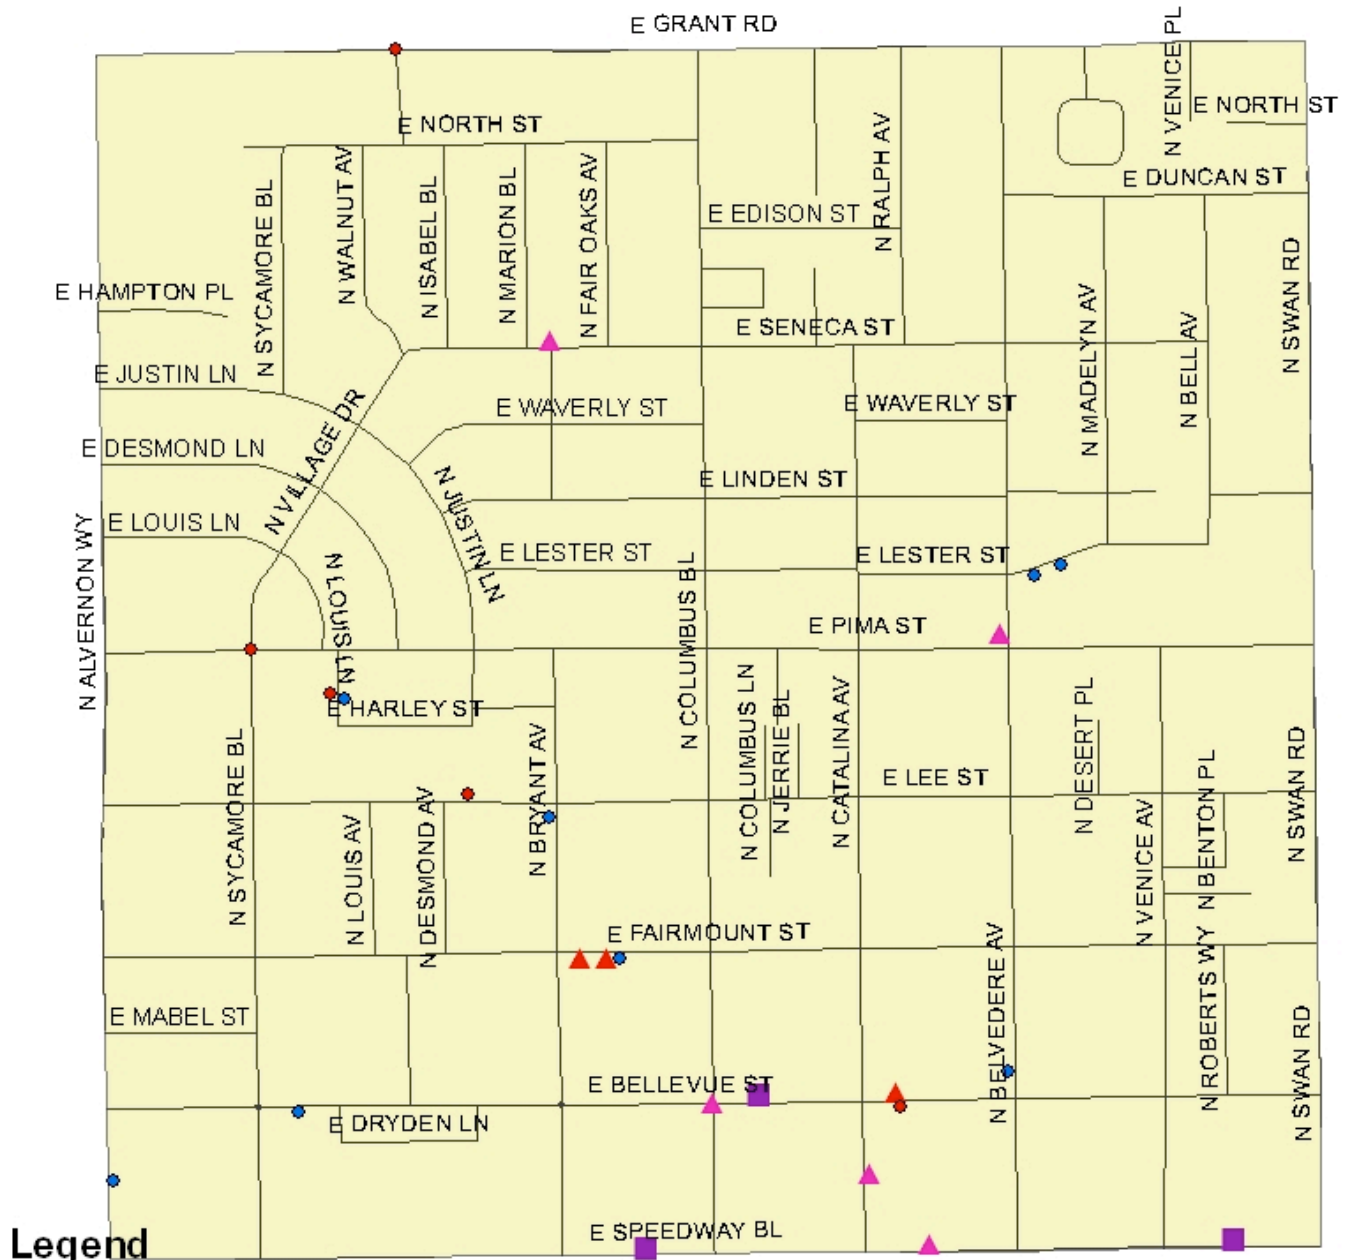 E GRANT RD
N VENICE PL
E NORTH ST
E NORTH ST
N RALPH AV
N WALNUT AV
N FAIR OAKS AV
N MARION BL
N ISABEL BL
N SYCAMORE BL
E DUNCAN ST
E EDISON ST
N SWAN RD
E HAMPTON PL
N MADELYN AV
N BELL AV
E SENECA ST
E JUSTIN LN
N VILLAGE DR
E WAVERLY ST
E WAVERLY ST
E DESMOND LN
N JUSTIN LN
E LINDEN ST
E LOUIS LN
N ALVERNON WY
N LOUIS LN
E LESTER ST
E LESTER ST
N COLUMBUS BL
E PIMA ST
N COLUMBUS LN
N JERRIE BL
N CATALINA AV
N DESERT PL
E HARLEY ST
N SYCAMORE BL
N BRYANT AV
N SWAN RD
E LEE ST
N BENTON PL
N LOUIS AV
N DESMOND AV
N VENICE AV
E FAIRMOUNT ST
N BELVEDERE AV
N ROBERTS WY
E MABEL ST
N SWAN RD
E BELLEVUE ST
E DRYDEN LN
E SPEEDWAY BL
Legend